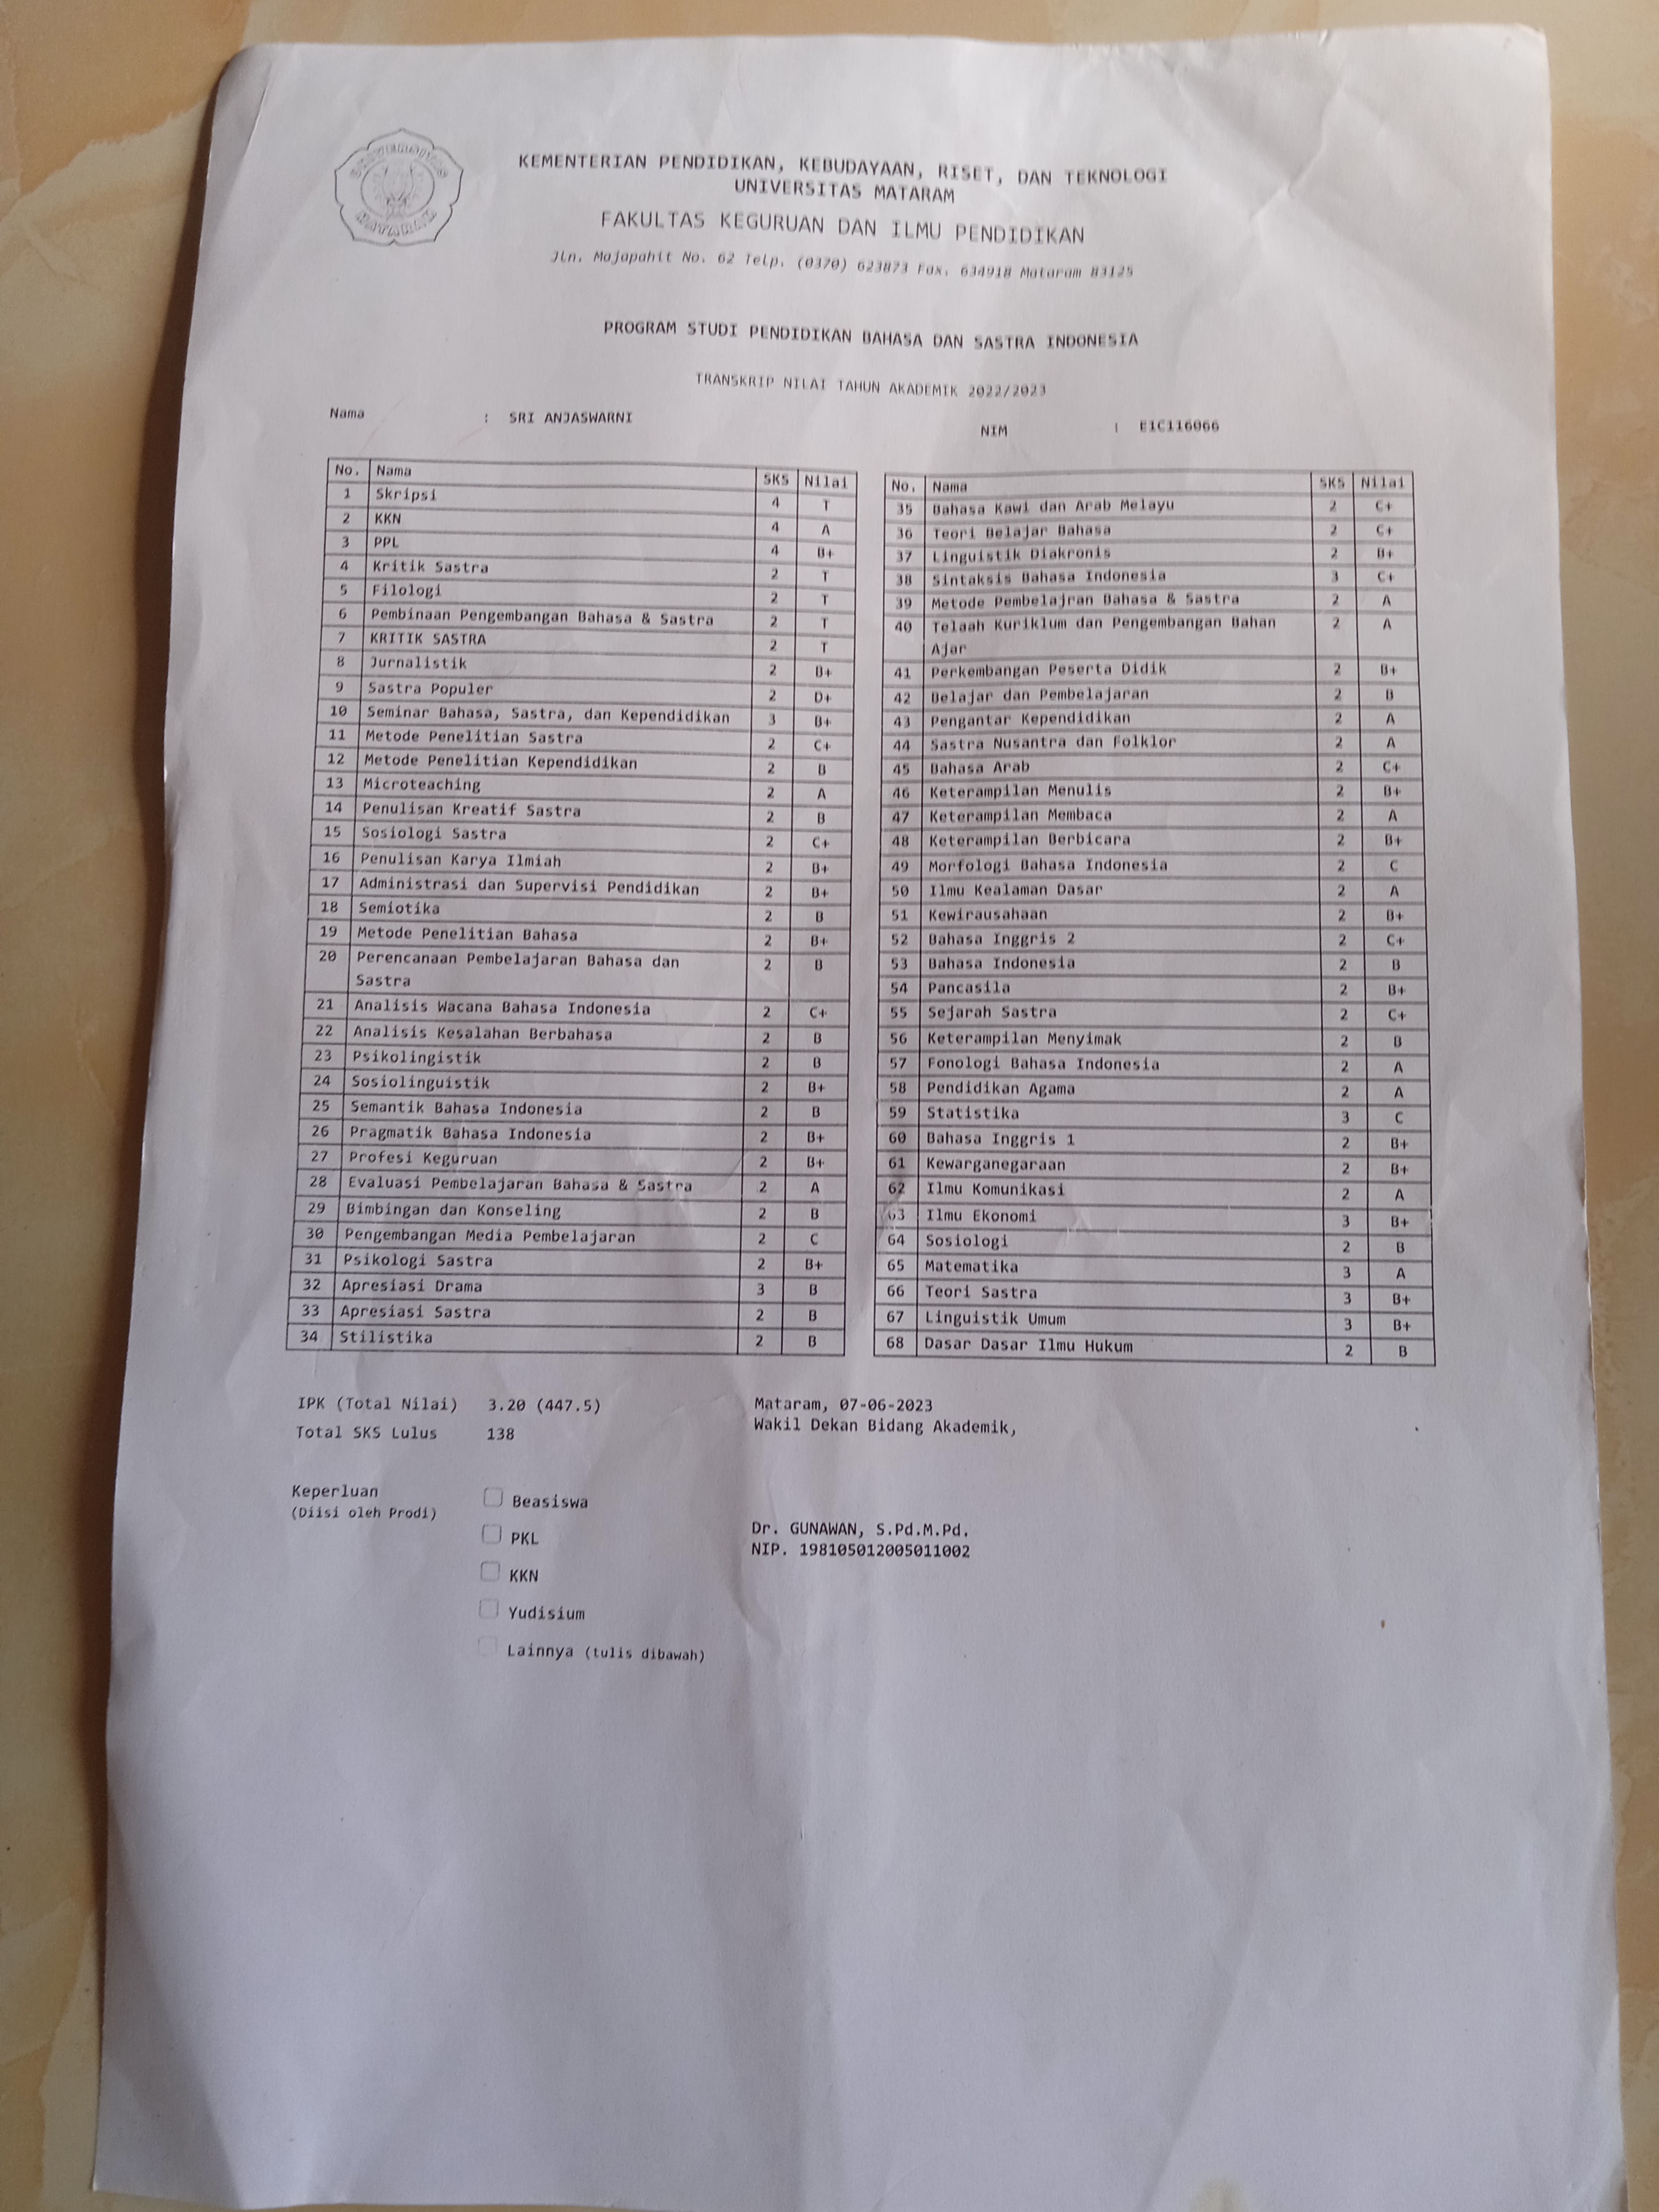 UNIVERSITAS
MATARAM
KEMENTERIAN PENDIDIKAN, KEBUDAYAAN, RISET, DAN TEKNOLOGI
UNIVERSITAS MATARAM
FAKULTAS KEGURUAN DAN ILMU PENDIDIKAN
Jln. Majapahit No. 62 Telp. (0370) 623873 Fax. 634918 Mataram 83125
PROGRAM STUDI PENDIDIKAN BAHASA DAN SASTRA INDONESIA
TRANSKRIP NILAI TAHUN AKADEMIK 2022/2023
Nama : SRI ANJASWARNI
NIM : E1C116066
No. Nama SKS Nilai
1 Skripsi 4 T
2 KKN 4 A
3 PPL 4 B+
4 Kritik Sastra 2 T
5 Filologi 2 T
6 Pembinaan Pengembangan Bahasa & Sastra 2 T
7 KRITIK SASTRA 2 T
8 Jurnalistik 2 B+
9 Sastra Populer 2 D+
10 Seminar Bahasa, Sastra, dan Kependidikan 3 B+
11 Metode Penelitian Sastra 2 C+
12 Metode Penelitian Kependidikan 2 B
13 Microteaching 2 A
14 Penulisan Kreatif Sastra 2 B
15 Sosiologi Sastra 2 C+
16 Penulisan Karya Ilmiah 2 B+
17 Administrasi dan Supervisi Pendidikan 2 B+
18 Semiotika 2 B
19 Metode Penelitian Bahasa 2 B+
20 Perencanaan Pembelajaran Bahasa dan 2 B
Sastra
21 Analisis Wacana Bahasa Indonesia 2 C+
22 Analisis Kesalahan Berbahasa 2 B
23 Psikolingistik 2 B
24 Sosiolinguistik 2 B+
25 Semantik Bahasa Indonesia 2 B
26 Pragmatik Bahasa Indonesia 2 B+
27 Profesi Keguruan 2 B+
28 Evaluasi Pembelajaran Bahasa & Sastra 2 A
29 Bimbingan dan Konseling 2 B
30 Pengembangan Media Pembelajaran 2 C
31 Psikologi Sastra 2 B+
32 Apresiasi Drama 3 B
33 Apresiasi Sastra 2 B
34 Stilistika 2 B
No. Nama SKS Nilai
35 Bahasa Kawi dan Arab Melayu 2 C+
36 Teori Belajar Bahasa 2 C+
37 Linguistik Diakronis 2 B+
38 Sintaksis Bahasa Indonesia 3 C+
39 Metode Pembelajran Bahasa & Sastra 2 A
40 Telaah Kuriklum dan Pengembangan Bahan 2 A
Ajar
41 Perkembangan Peserta Didik 2 B+
42 Belajar dan Pembelajaran 2 B
43 Pengantar Kependidikan 2 A
44 Sastra Nusantra dan Folklor 2 A
45 Bahasa Arab 2 C+
46 Keterampilan Menulis 2 B+
47 Keterampilan Membaca 2 A
48 Keterampilan Berbicara 2 B+
49 Morfologi Bahasa Indonesia 2 C
50 Ilmu Kealaman Dasar 2 A
51 Kewirausahaan 2 B+
52 Bahasa Inggris 2 2 C+
53 Bahasa Indonesia 2 B
54 Pancasila 2 B+
55 Sejarah Sastra 2 C+
56 Keterampilan Menyimak 2 B
57 Fonologi Bahasa Indonesia 2 A
58 Pendidikan Agama 2 A
59 Statistika 3 C
60 Bahasa Inggris 1 2 B+
61 Kewarganegaraan 2 B+
62 Ilmu Komunikasi 2 A
63 Ilmu Ekonomi 3 B+
64 Sosiologi 2 B
65 Matematika 3 A
66 Teori Sastra 3 B+
67 Linguistik Umum 3 B+
68 Dasar Dasar Ilmu Hukum 2 B
IPK (Total Nilai) 3.20 (447.5)
Total SKS Lulus 138
Mataram, 07-06-2023
Wakil Dekan Bidang Akademik,
Keperluan
(Diisi oleh Prodi)
Beasiswa
PKL
KKN
Yudisium
Lainnya (tulis dibawah)
Dr. GUNAWAN, S.Pd.M.Pd.
NIP. 198105012005011002